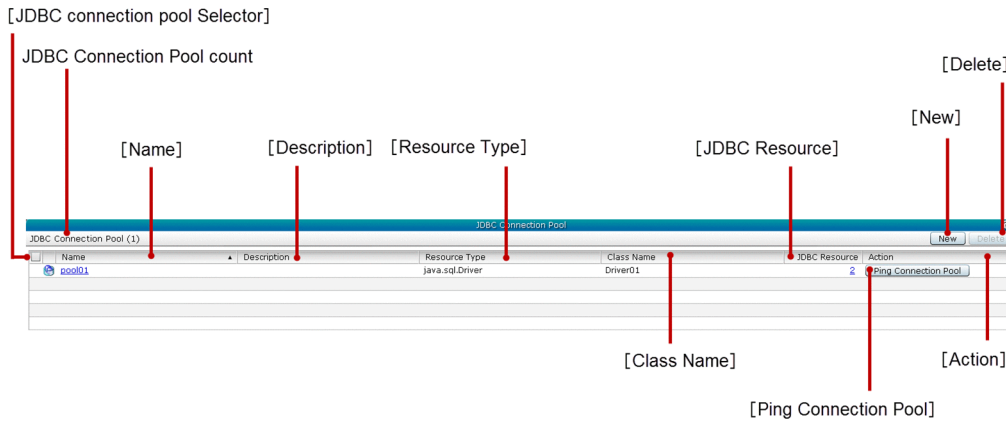 [JDBC connection pool Selector]
JDBC Connection Pool count
[Delete]
[New]
[Name]
[Description]
[Resource Type]
[JDBC Resource]
JDBC Connection Pool
JDBC Connection Pool (1)
New
Delete
Name ▲ Description Resource Type Class Name JDBC Resource Action
pool01 java.sql.Driver Driver01 2 Ping Connection Pool
[Class Name]
[Action]
[Ping Connection Pool]